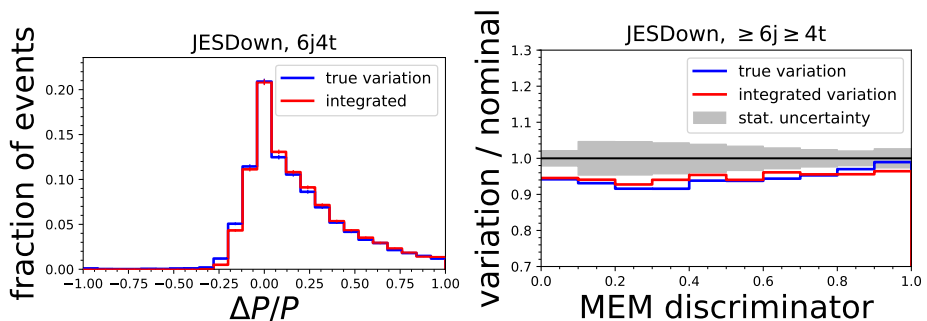 JESDown, 6j4t
fraction of events
0.20
0.15
0.10
0.05
0.00
true variation
integrated
−1.00 −0.75 −0.50 −0.25 0.00 0.25 0.50 0.75 1.00
ΔP/P
JESDown, ≥ 6j ≥ 4t
variation / nominal
1.3
1.2
1.1
1.0
0.9
0.8
0.7
true variation
integrated variation
stat. uncertainty
0.0 0.2 0.4 0.6 0.8 1.0
MEM discriminator